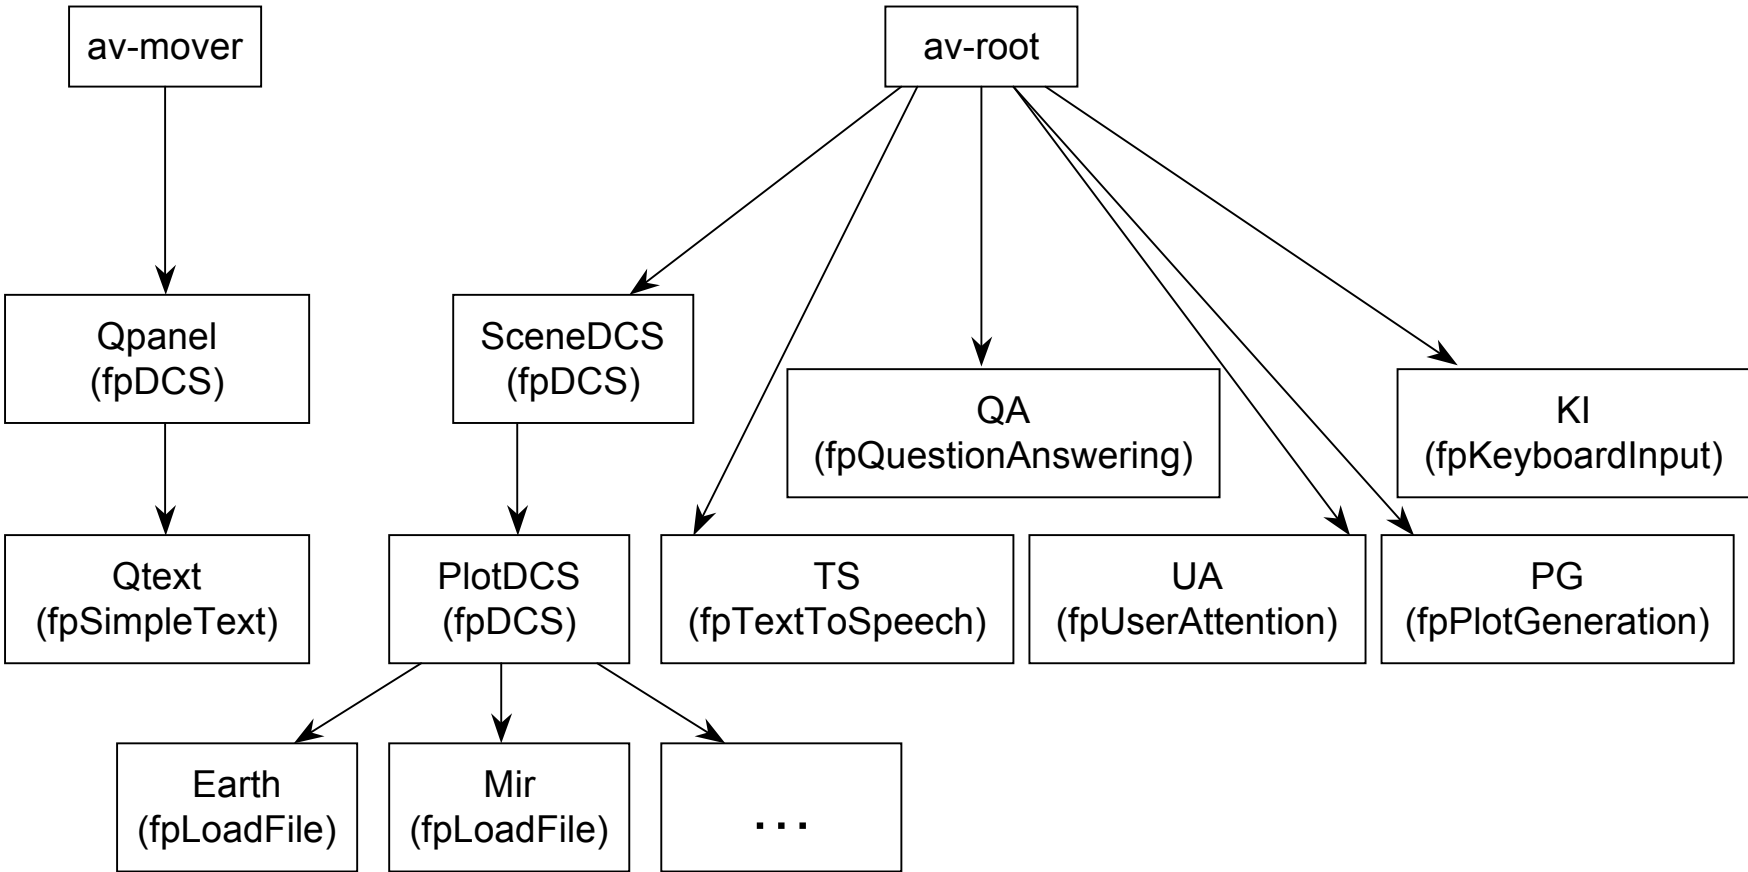 av-mover
av-root
Qpanel
(fpDCS)
SceneDCS
(fpDCS)
QA
(fpQuestionAnswering)
KI
(fpKeyboardInput)
Qtext
(fpSimpleText)
PlotDCS
(fpDCS)
TS
(fpTextToSpeech)
UA
(fpUserAttention)
PG
(fpPlotGeneration)
Earth
(fpLoadFile)
Mir
(fpLoadFile)
...